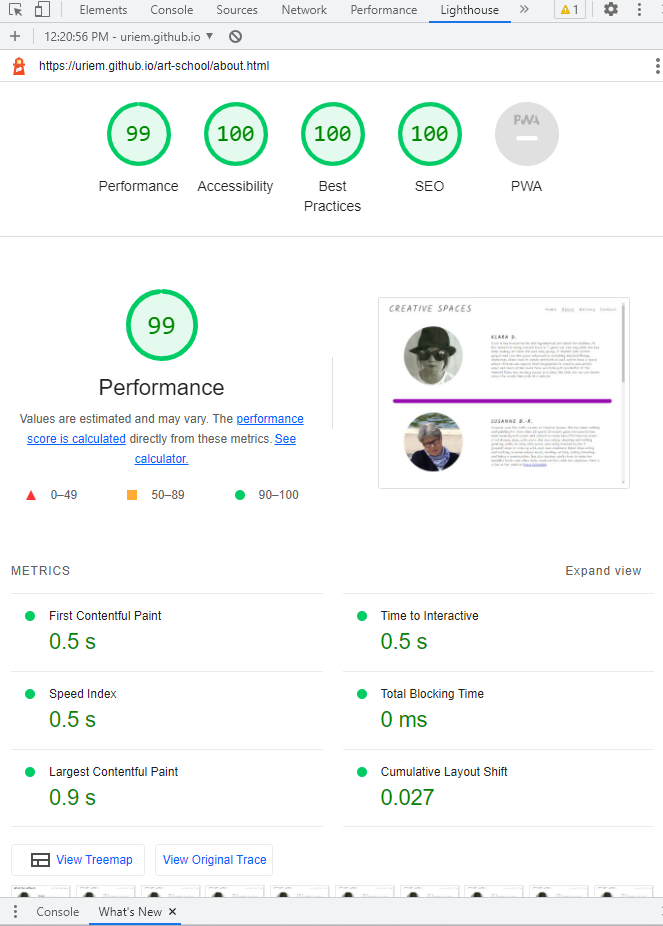 Elements Console Sources Network Performance Lighthouse » 1
12:20:56 PM - uriem.github.io
https://uriem.github.io/art-school/about.html
99 100 100 100 PWA
Performance Accessibility Best Practices SEO PWA
99
Performance
Values are estimated and may vary. The performance
score is calculated directly from these metrics. See
calculator.
0–49 50–89 90–100
CREATIVE SPACES
Home About Gallery Contact
KLARA D.
SUSANNE B.-R.
METRICS Expand view
First Contentful Paint
0.5 s
Time to Interactive
0.5 s
Speed Index
0.5 s
Total Blocking Time
0 ms
Largest Contentful Paint
0.9 s
Cumulative Layout Shift
0.027
View Treemap View Original Trace
Console What's New ×